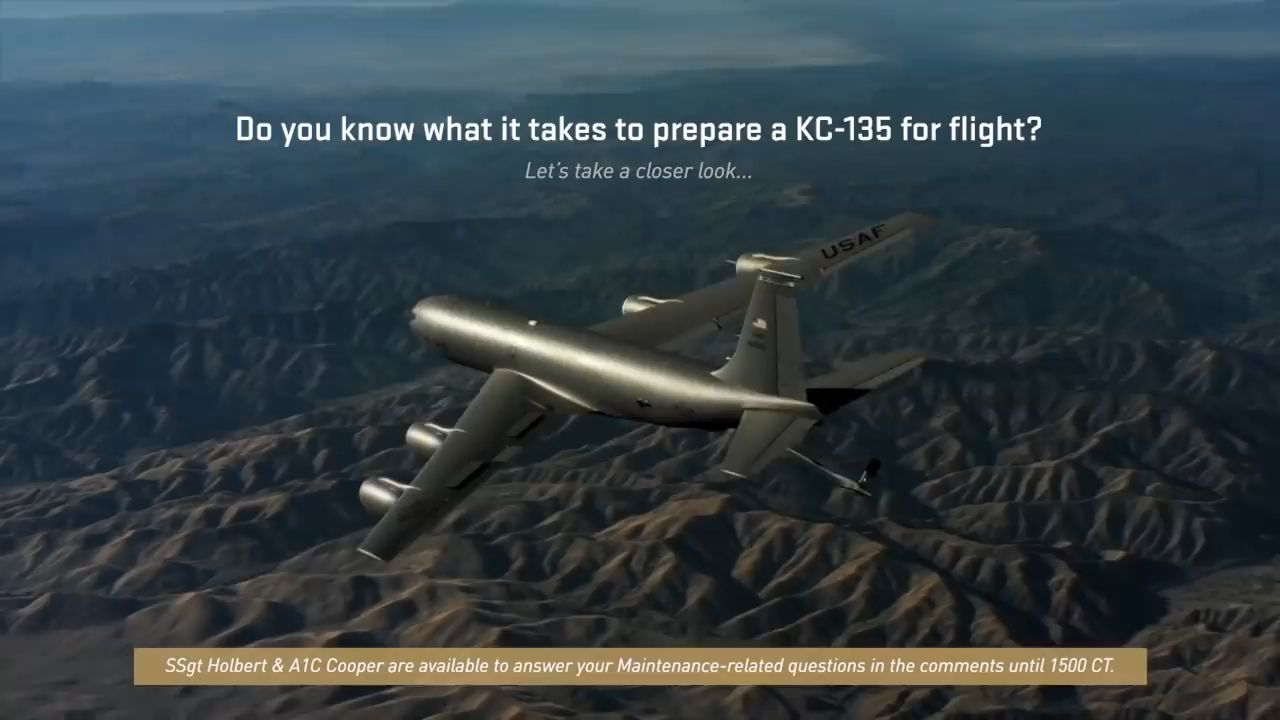 Do you know what it takes to prepare a KC-135 for flight?
Let's take a closer look...
USAF
SSgt Holbert & A1C Cooper are available to answer your Maintenance-related questions in the comments until 1500 CT.